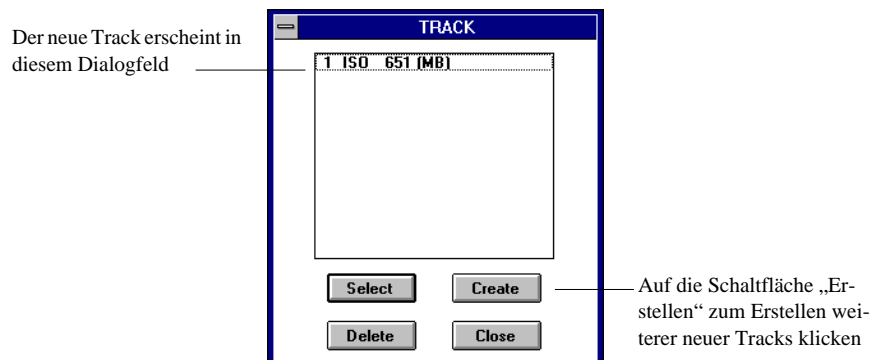 TRACK
Der neue Track erscheint in
diesem Dialogfeld
1 ISO 651 (MB)
Select
Create
Delete
Close
Auf die Schaltfläche „Er-
stellen“ zum Erstellen wei-
terer neuer Tracks klicken